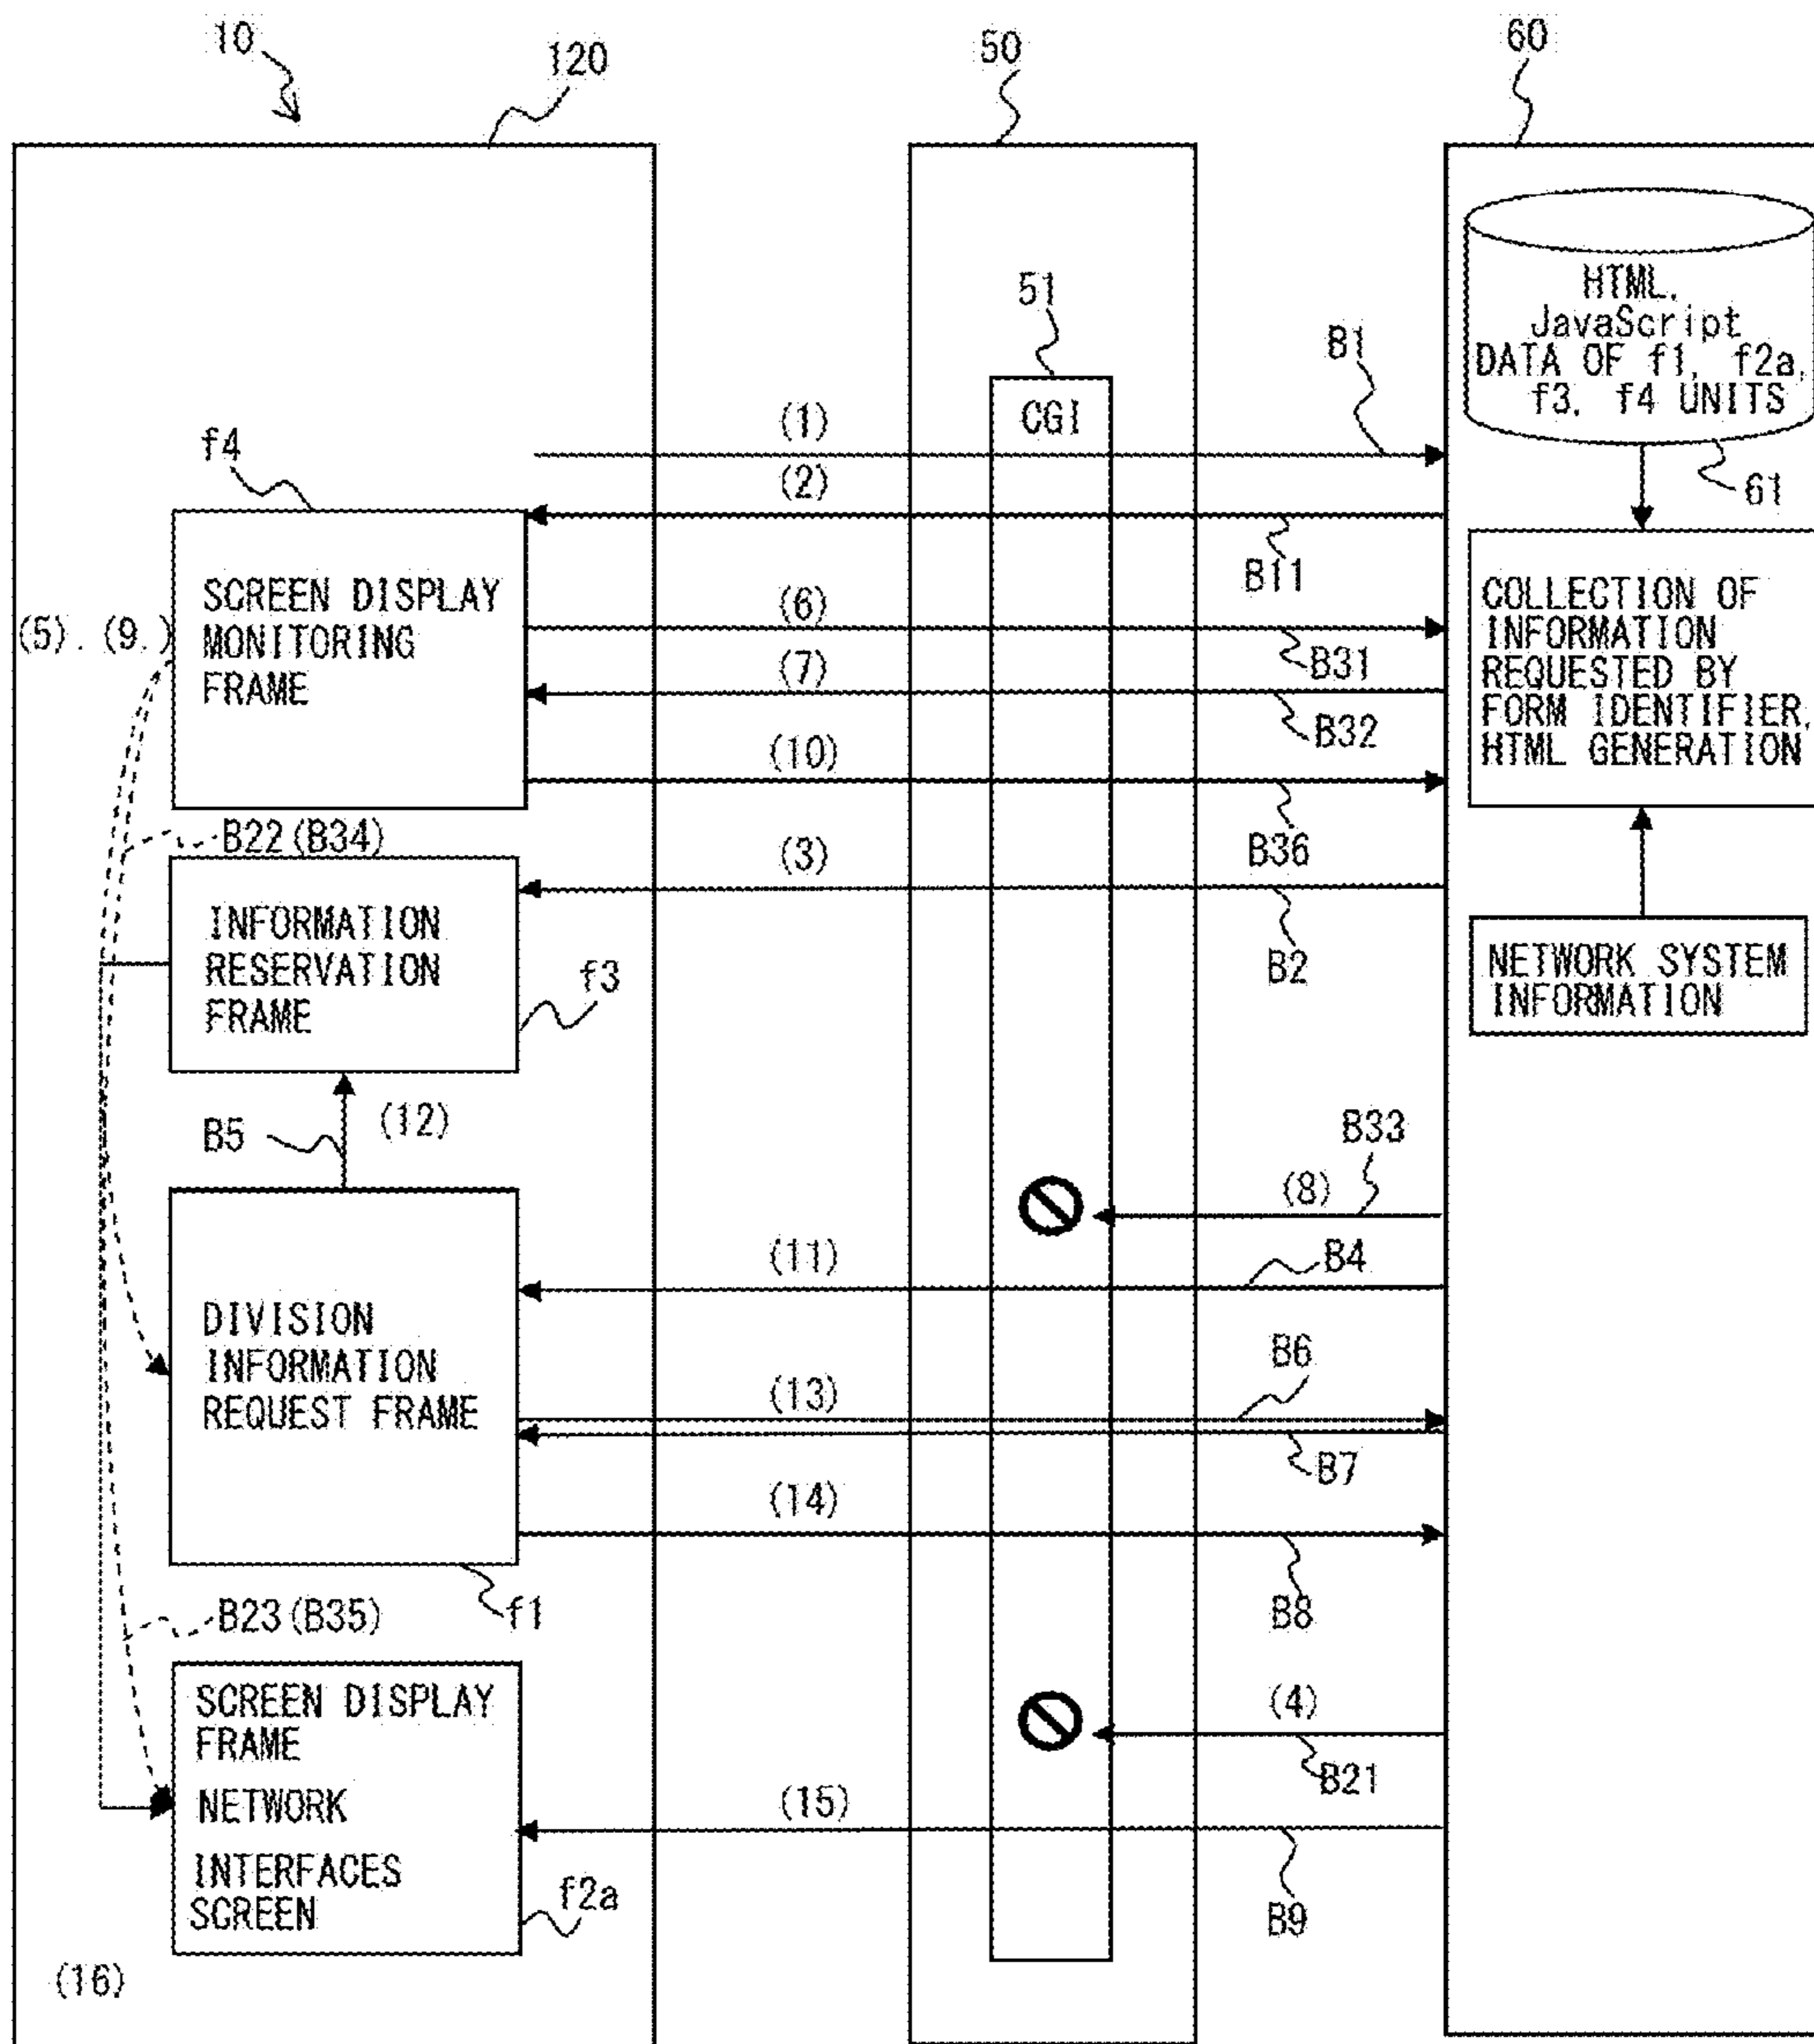 10
120
50
60
51
HTML,
JavaScript
DATA OF f1, f2a,
f3, f4 UNITS
61
CGI
(1)
B1
(2)
B11
f4
SCREEN DISPLAY
MONITORING
FRAME
(5). (9.)
(6)
B31
(7)
B32
(10)
B36
COLLECTION OF
INFORMATION
REQUESTED BY
FORM IDENTIFIER,
HTML GENERATION
B22(B34)
(3)
B2
INFORMATION
RESERVATION
FRAME
f3
NETWORK SYSTEM
INFORMATION
B5
(12)
B33
(8)
(11)
B4
DIVISION
INFORMATION
REQUEST FRAME
B6
(13)
B7
(14)
B8
f1
B23(B35)
SCREEN DISPLAY
FRAME
NETWORK
INTERFACES
SCREEN
f2a
(4)
B21
(15)
B9
(16)